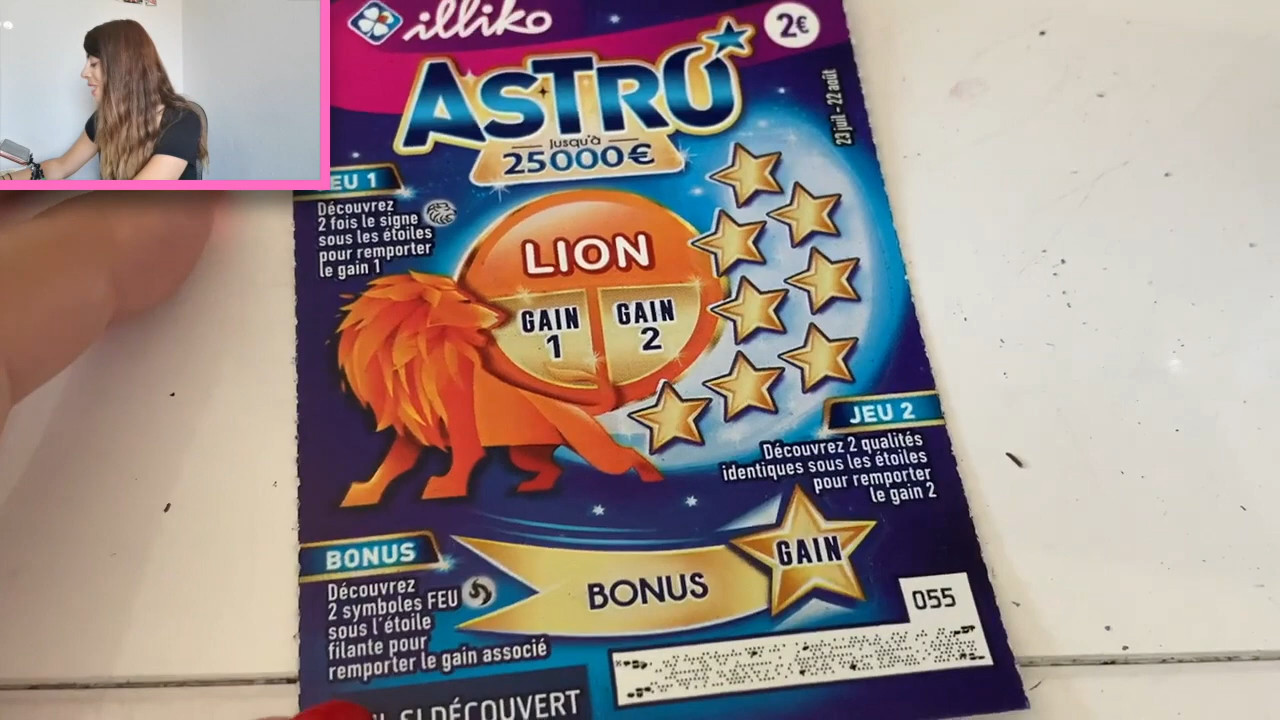 illiko
2€
ASTRO
Jusqu'à
25000€
23 juil - 22 août
JEU 1
Découvrez
2 fois le signe
sous les étoiles
pour remporter
le gain 1
LION
GAIN
1
GAIN
2
JEU 2
Découvrez 2 qualités
identiques sous les étoiles
pour remporter
le gain 2
BONUS
Découvrez
2 symboles FEU
sous l'étoile
filante pour
remporter le gain associé
BONUS
GAIN
055
SI DÉCOUVERT